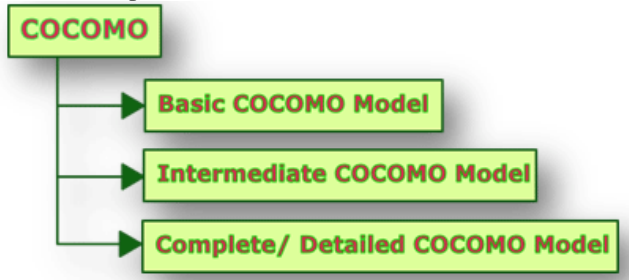 COCOMO
Basic COCOMO Model
Intermediate COCOMO Model
Complete/ Detailed COCOMO Model